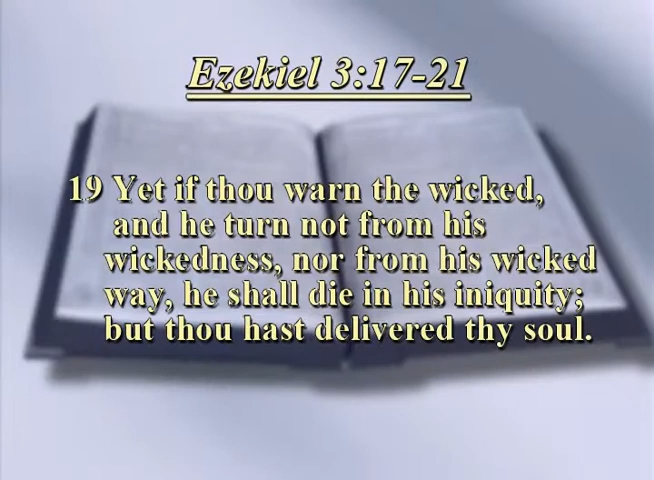 Ezekiel 3:17-21
19 Yet if thou warn the wicked,
and he turn not from his
wickedness, nor from his wicked
way, he shall die in his iniquity;
but thou hast delivered thy soul.